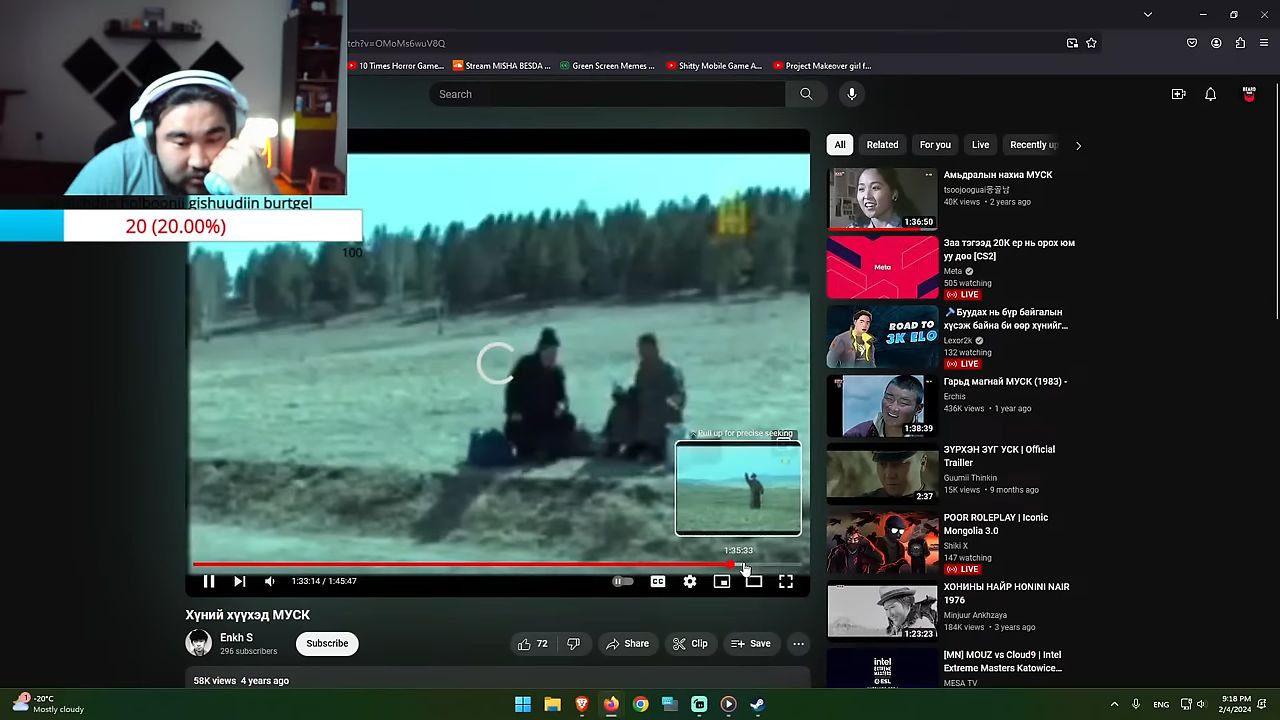 tch?v=OMoMs6wuV8Q
10 Times Horror Game...
Stream MISHA BESDA ...
Green Screen Memes ...
Shitty Mobile Game A...
Project Makeover girl f...
Search
holboonii gishuudiin burtgel
20 (20.00%)
100
Pull up for precise seeking
1:35:33
1:33:14 / 1:45:47
Хүний хүүхэд МУСК
Enkh S
296 subscribers
Subscribe
72
Share
Clip
Save
58K views 4 years ago
All
Related
For you
Live
Recently up
Амьдралын нахиа МУСК
tsoojooguai몽골남
40K views • 2 years ago
1:36:50
Заа тэгээд 20K ер нь орох юм
уу доо [CS2]
Meta
505 watching
LIVE
Meta
Буудах нь бүр байгалын
хүсэж байна би өөр хүнийг...
Lexor2k
132 watching
LIVE
ROAD TO
3K ELO
Гарьд магнай МУСК (1983) -
Erchis
436K views • 1 year ago
1:38:39
ЗҮРХЭН ЗҮГ УСК | Official
Trailler
Guumii Thinkin
15K views • 9 months ago
2:37
POOR ROLEPLAY | Iconic
Mongolia 3.0
Shiki X
147 watching
LIVE
ХОНИНЫ НАЙР HONINI NAIR
1976
Minjuur Ankhzaya
184K views • 3 years ago
1:23:23
[MN] MOUZ vs Cloud9 | Intel
Extreme Masters Katowice...
MESA TV
intel
EXTREME
MASTERS
ESL
-20°C
Mostly cloudy
ENG
9:18 PM
2/4/2024